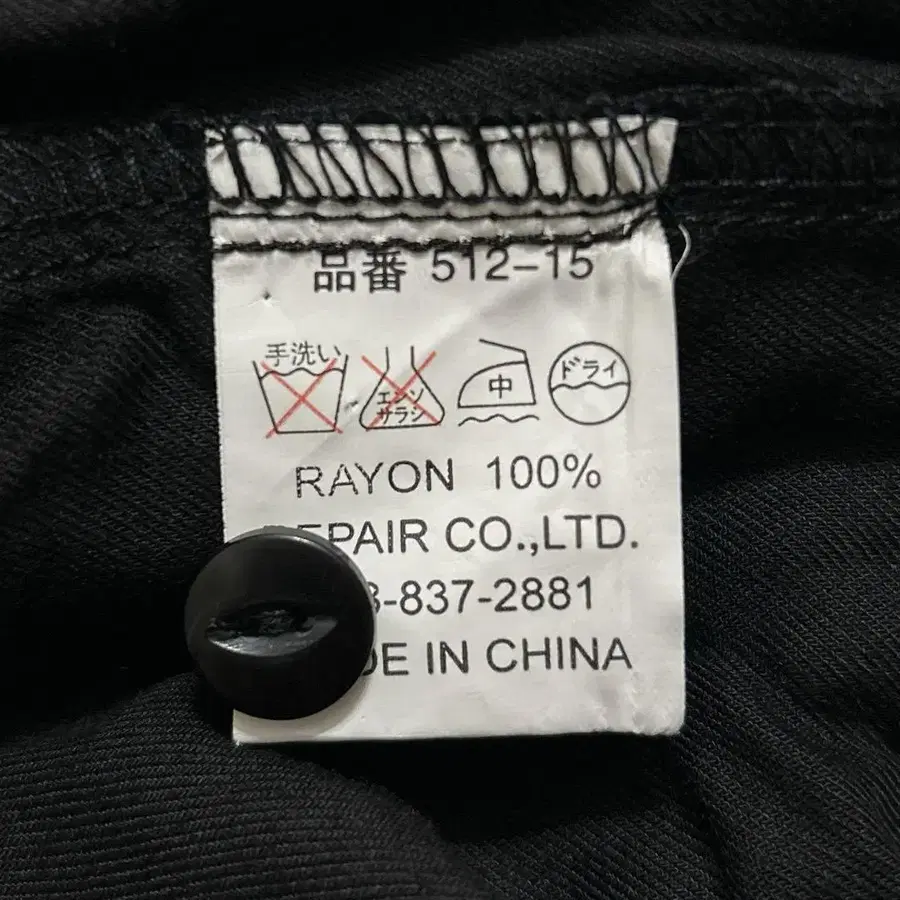 品番 512-15
手洗い
エンソ
サラシ
中
ドライ
RAYON 100%
EPAIR CO.,LTD.
3-837-2881
DE IN CHINA